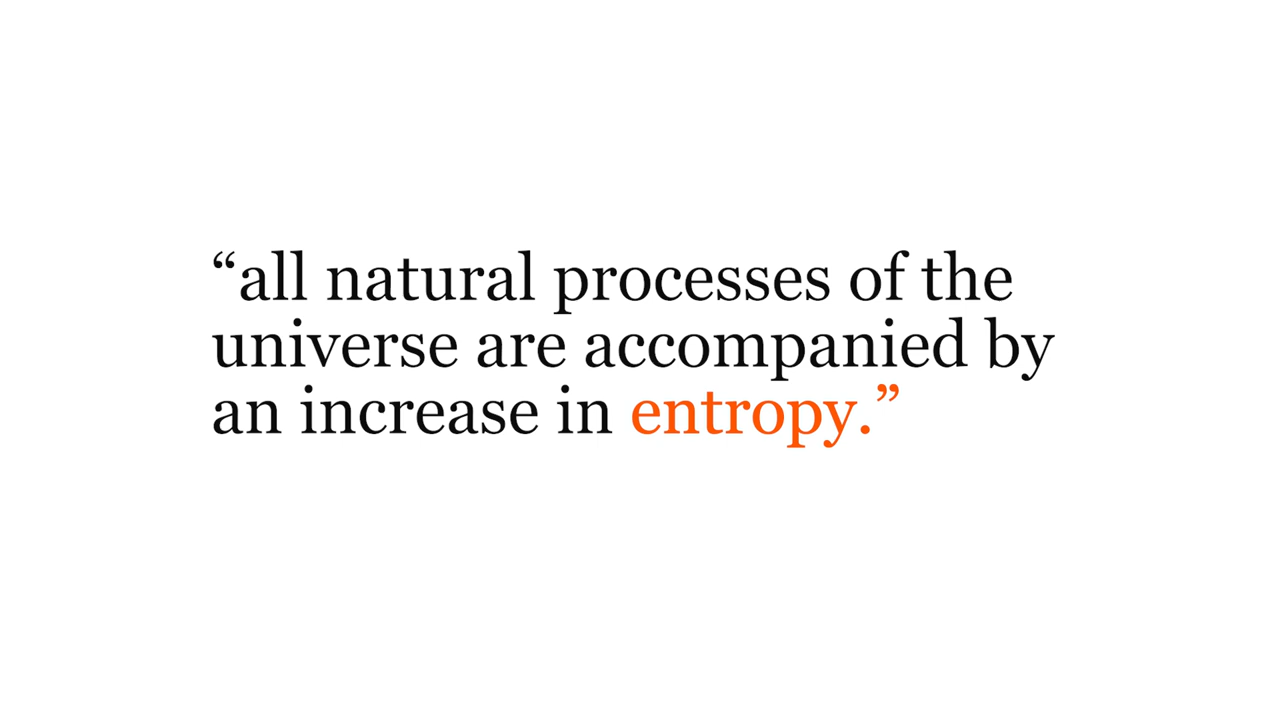 “all natural processes of the
universe are accompanied by
an increase in entropy.”